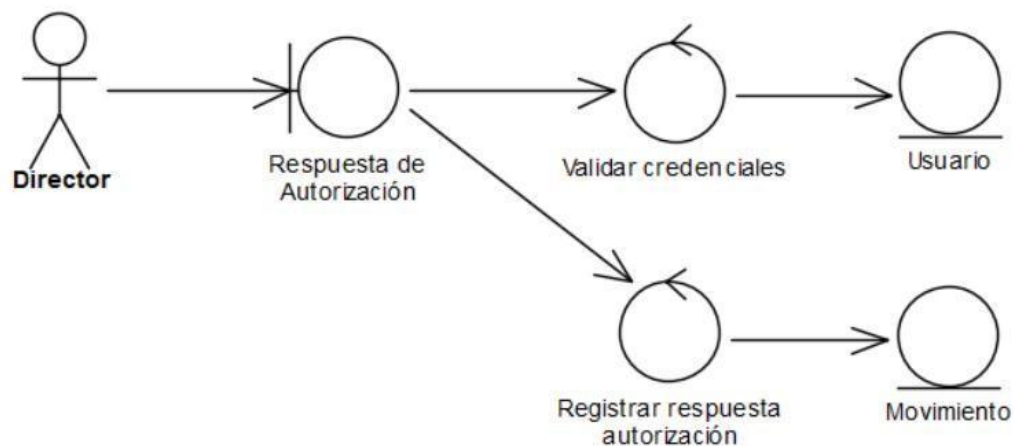 Director
Respuesta de
Autorización
Validar credenciales
Usuario
Registrar respuesta
autorización
Movimiento